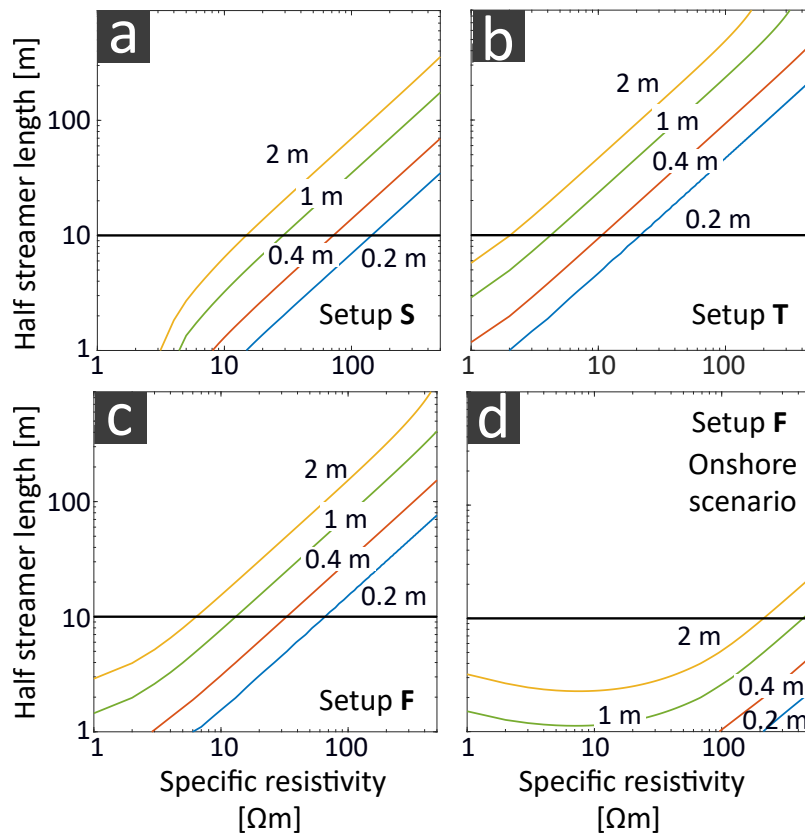 a
Half streamer length [m]
100
10
1
1
10
100
2 m
1 m
0.4 m
0.2 m
Setup S
b
1
10
100
2 m
1 m
0.4 m
0.2 m
Setup T
c
Half streamer length [m]
100
10
1
1
10
100
2 m
1 m
0.4 m
0.2 m
Setup F
Specific resistivity
[Ωm]
d
Setup F
Onshore
scenario
100
10
1
1
10
100
2 m
1 m
0.4 m
0.2 m
Specific resistivity
[Ωm]